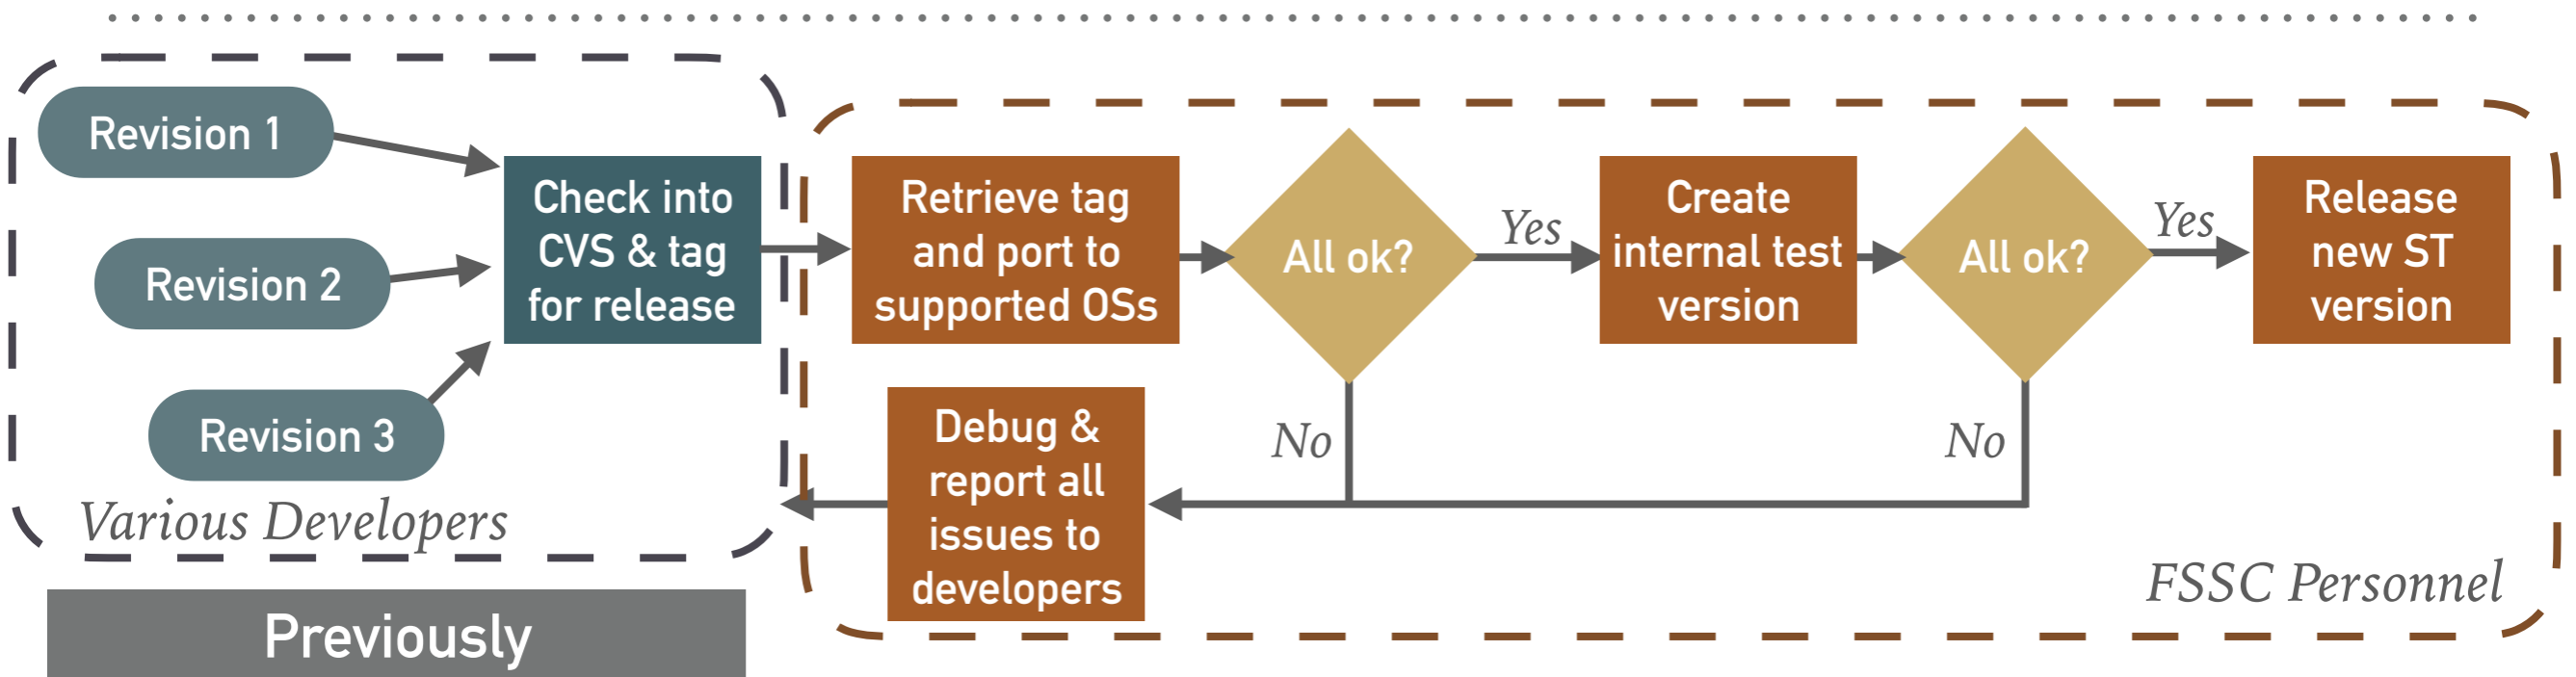 Revision 1
Revision 2
Revision 3
Various Developers
Check into
CVS & tag
for release
Retrieve tag
and port to
supported OSs
All ok?
Yes
No
Create
internal test
version
All ok?
Yes
No
Release
new ST
version
Debug &
report all
issues to
developers
FSSC Personnel
Previously